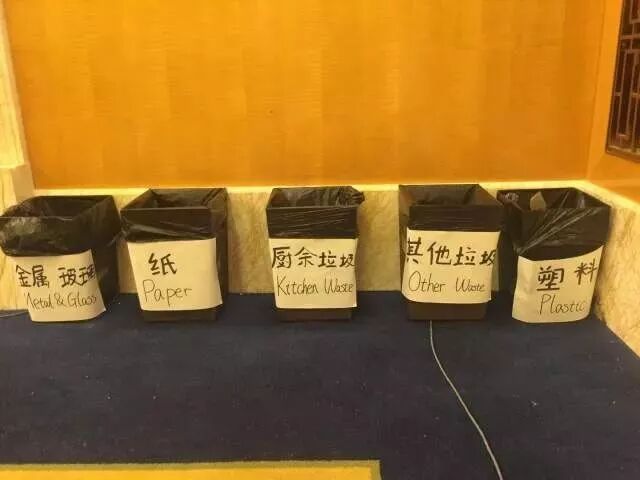 金属 玻璃
Metal & Glass
纸
Paper
厨余垃圾
Kitchen Waste
其他垃圾
Other Waste
塑料
Plastic